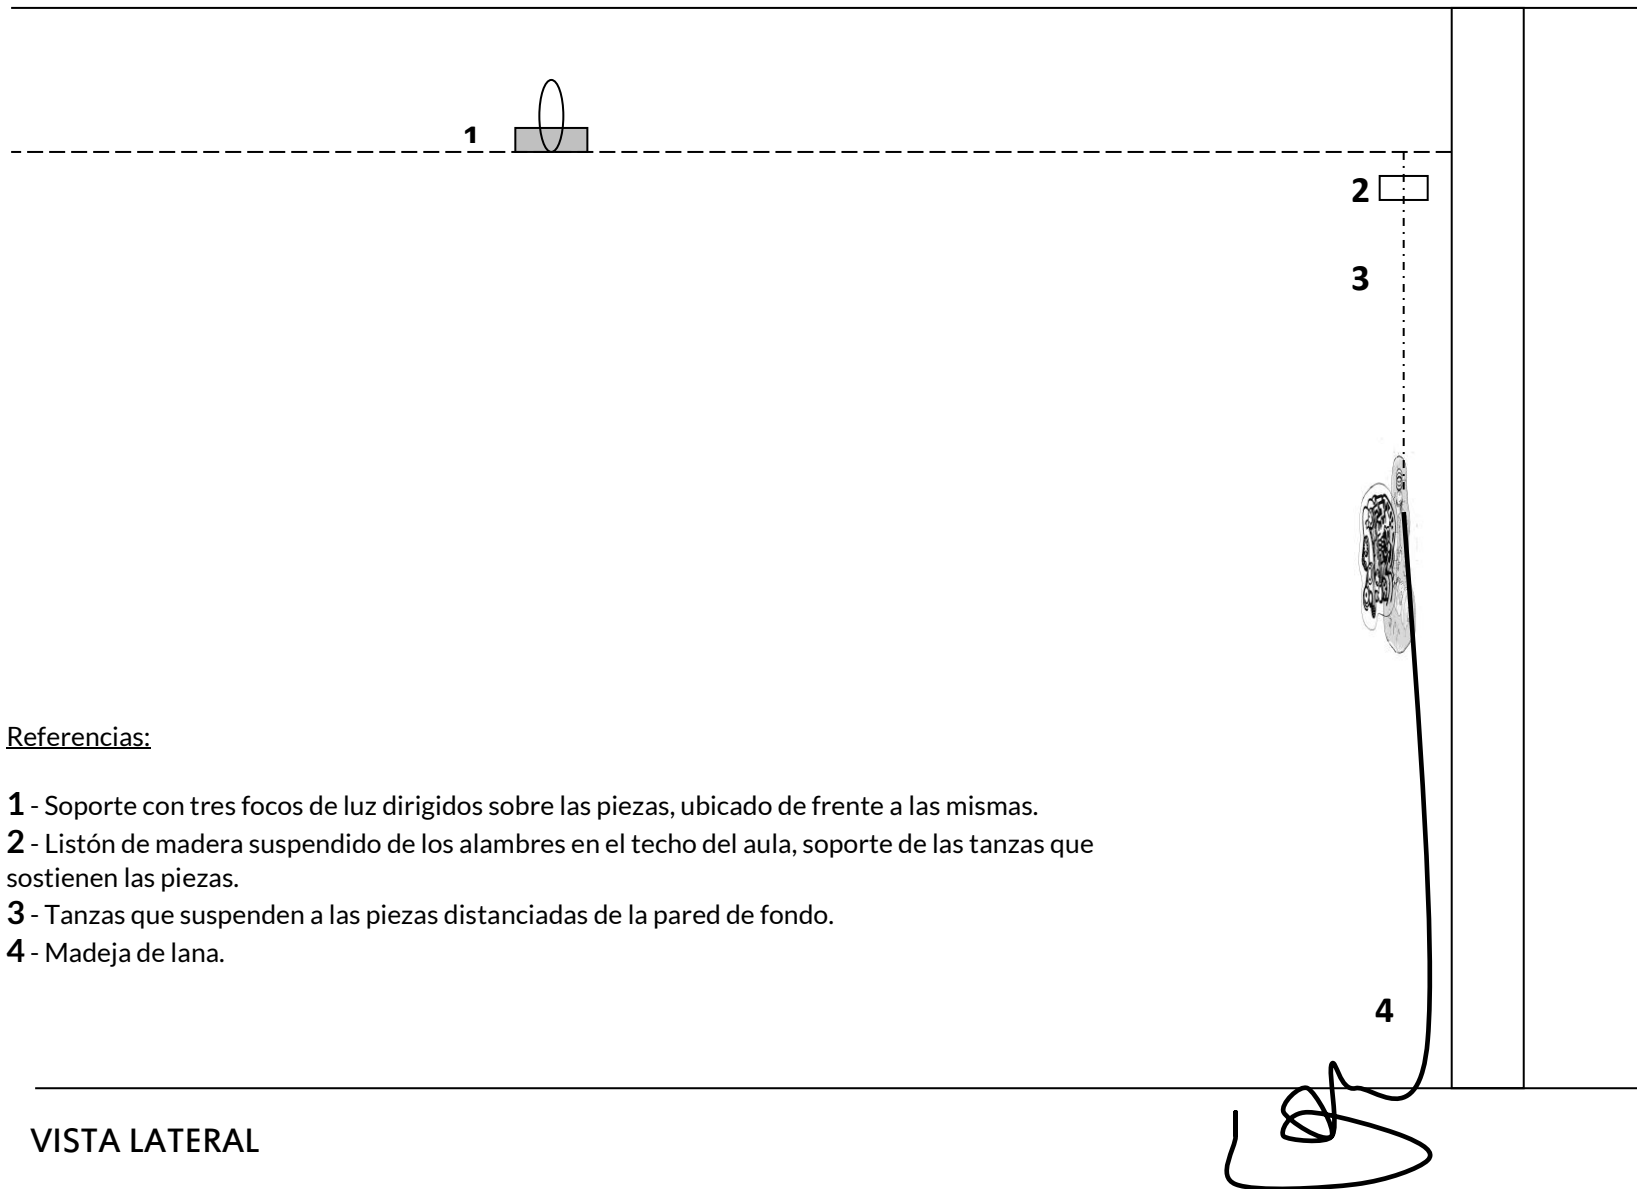 1
2
3
Referencias:
1 - Soporte con tres focos de luz dirigidos sobre las piezas, ubicado de frente a las mismas.
2 - Listón de madera suspendido de los alambres en el techo del aula, soporte de las tanzas que
sostienen las piezas.
3 - Tanzas que suspenden a las piezas distanciadas de la pared de fondo.
4 - Madeja de lana.
4
VISTA LATERAL